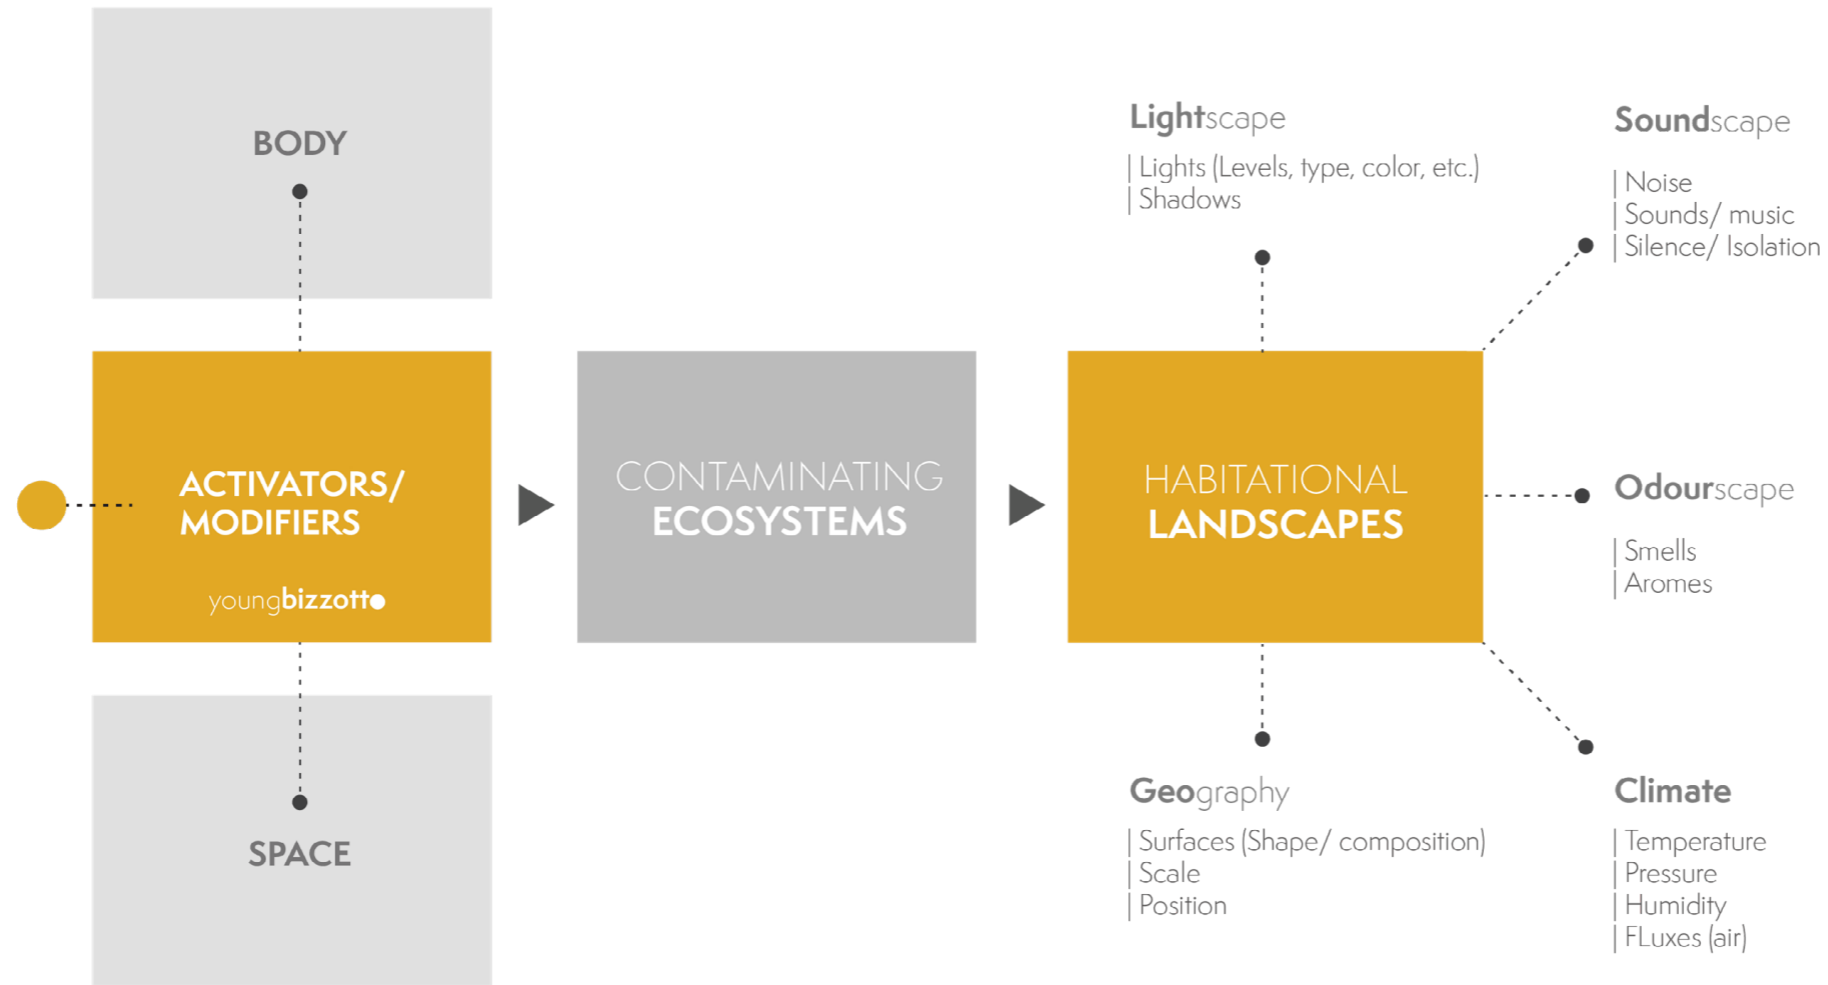 BODY
ACTIVATORS/
MODIFIERS
youngbizzotto
SPACE
CONTAMINATING
ECOSYSTEMS
HABITATIONAL
LANDSCAPES
Lightscape
| Lights (Levels, type, color, etc.)
| Shadows
Soundscape
| Noise
| Sounds/ music
| Silence/ Isolation
Odourscape
| Smells
| Aromes
Geography
| Surfaces (Shape/ composition)
| Scale
| Position
Climate
| Temperature
| Pressure
| Humidity
| FLuxes (air)